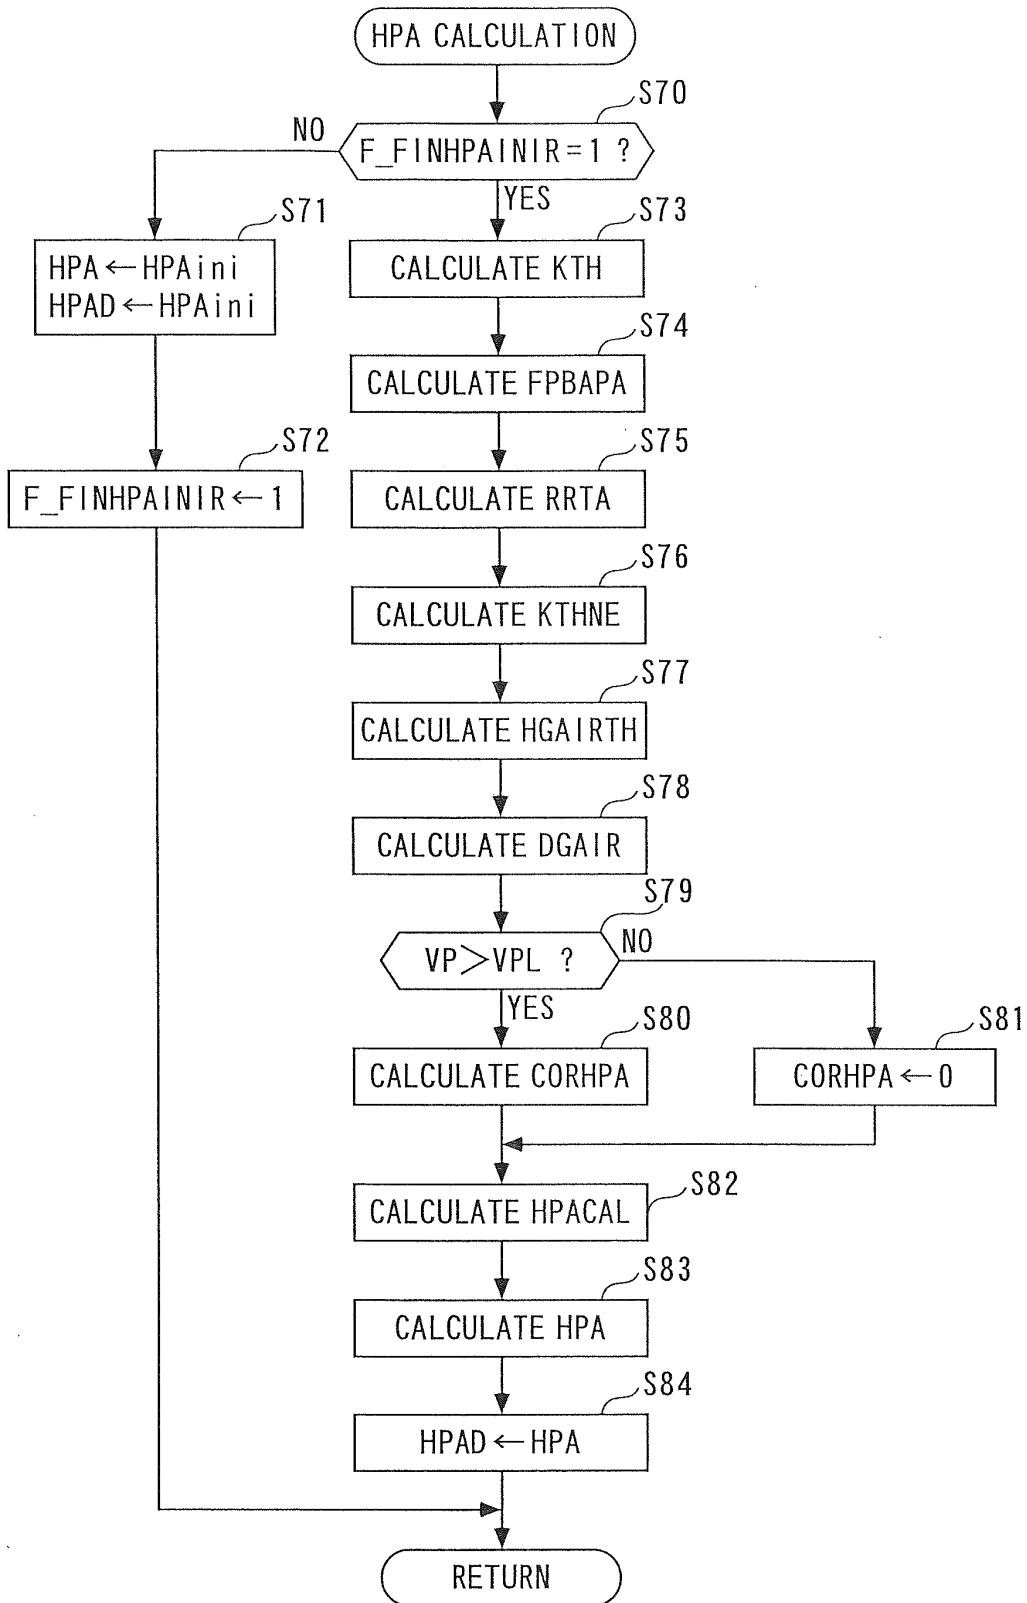 HPA CALCULATION
S70
F_FINHPAINIR=1 ?
NO
YES
S71
HPA←HPAini
HPAD←HPAini
S73
CALCULATE KTH
S74
CALCULATE FPBAPA
S72
F_FINHPAINIR←1
S75
CALCULATE RRTA
S76
CALCULATE KTHNE
S77
CALCULATE HGAIRTH
S78
CALCULATE DGAIR
S79
VP>VPL ?
NO
YES
S80
CALCULATE CORHPA
S81
CORHPA←0
S82
CALCULATE HPACAL
S83
CALCULATE HPA
S84
HPAD←HPA
RETURN